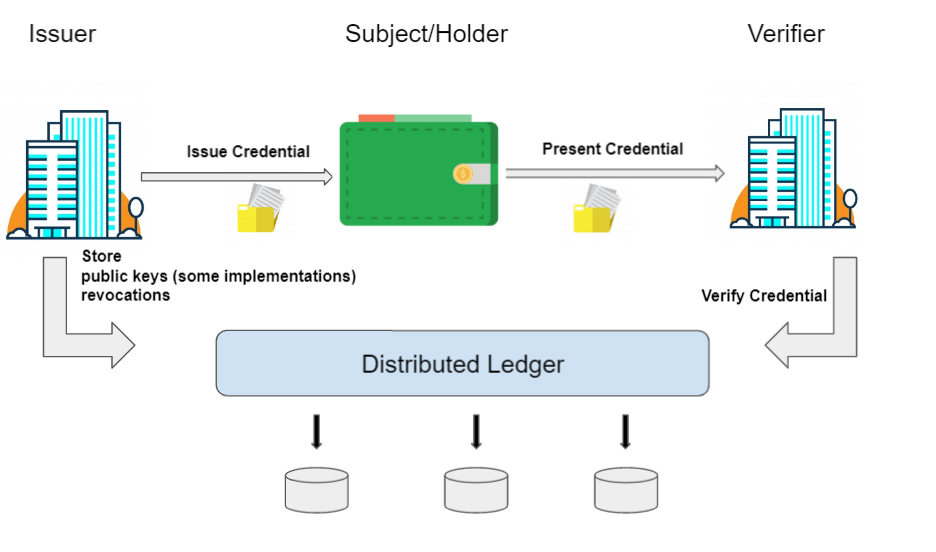 Issuer
Subject/Holder
Verifier
Issue Credential
Present Credential
Store
public keys (some implementations)
revocations
Verify Credential
Distributed Ledger